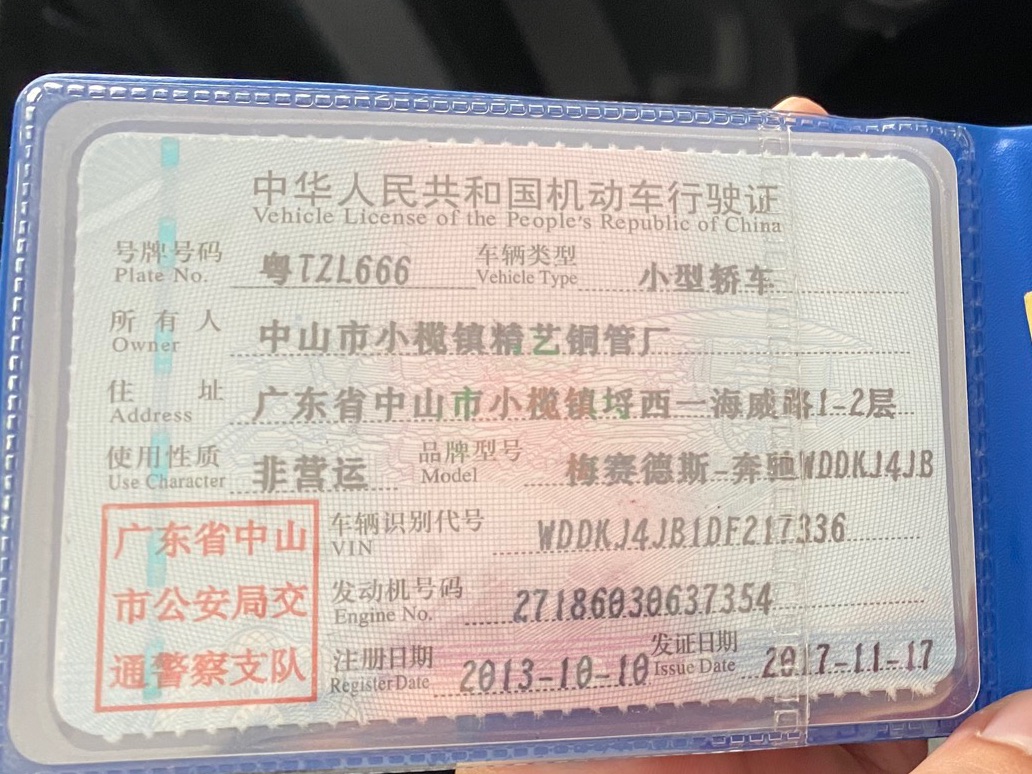 中华人民共和国机动车行驶证
Vehicle License of the People's Republic of China
号牌号码 粤TZL666 车辆类型 小型轿车
Plate No. Vehicle Type
所有人 中山市小榄镇精艺铜管厂
Owner
住址 广东省中山市小榄镇埒西一海威路1-2层
Address
使用性质 非营运 品牌型号 梅赛德斯-奔驰WDDKJ4JB
Use Character Model
车辆识别代号 WDDKJ4JB1DF217336
VIN
发动机号码 27186030637354
Engine No.
注册日期 2013-10-10 发证日期 2017-11-17
Register Date Issue Date
广东省中山
市公安局交
通警察支队